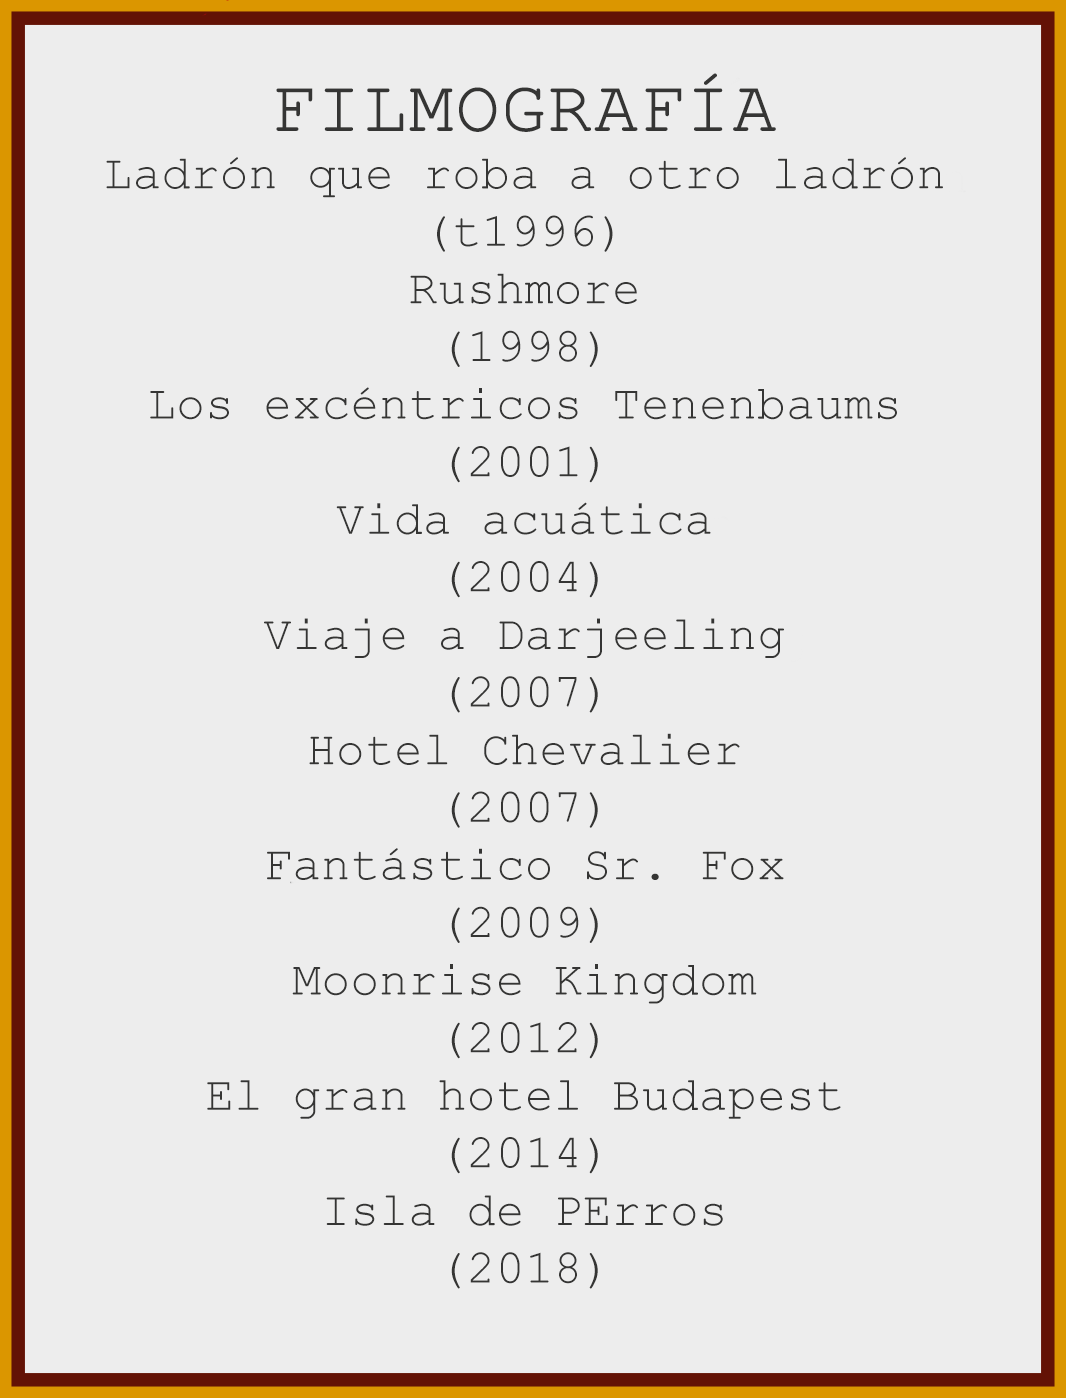 FILMOGRAFÍA
Ladrón que roba a otro ladrón
(t1996)
Rushmore
(1998)
Los excéntricos Tenenbaums
(2001)
Vida acuática
(2004)
Viaje a Darjeeling
(2007)
Hotel Chevalier
(2007)
Fantástico Sr. Fox
(2009)
Moonrise Kingdom
(2012)
El gran hotel Budapest
(2014)
Isla de PErros
(2018)